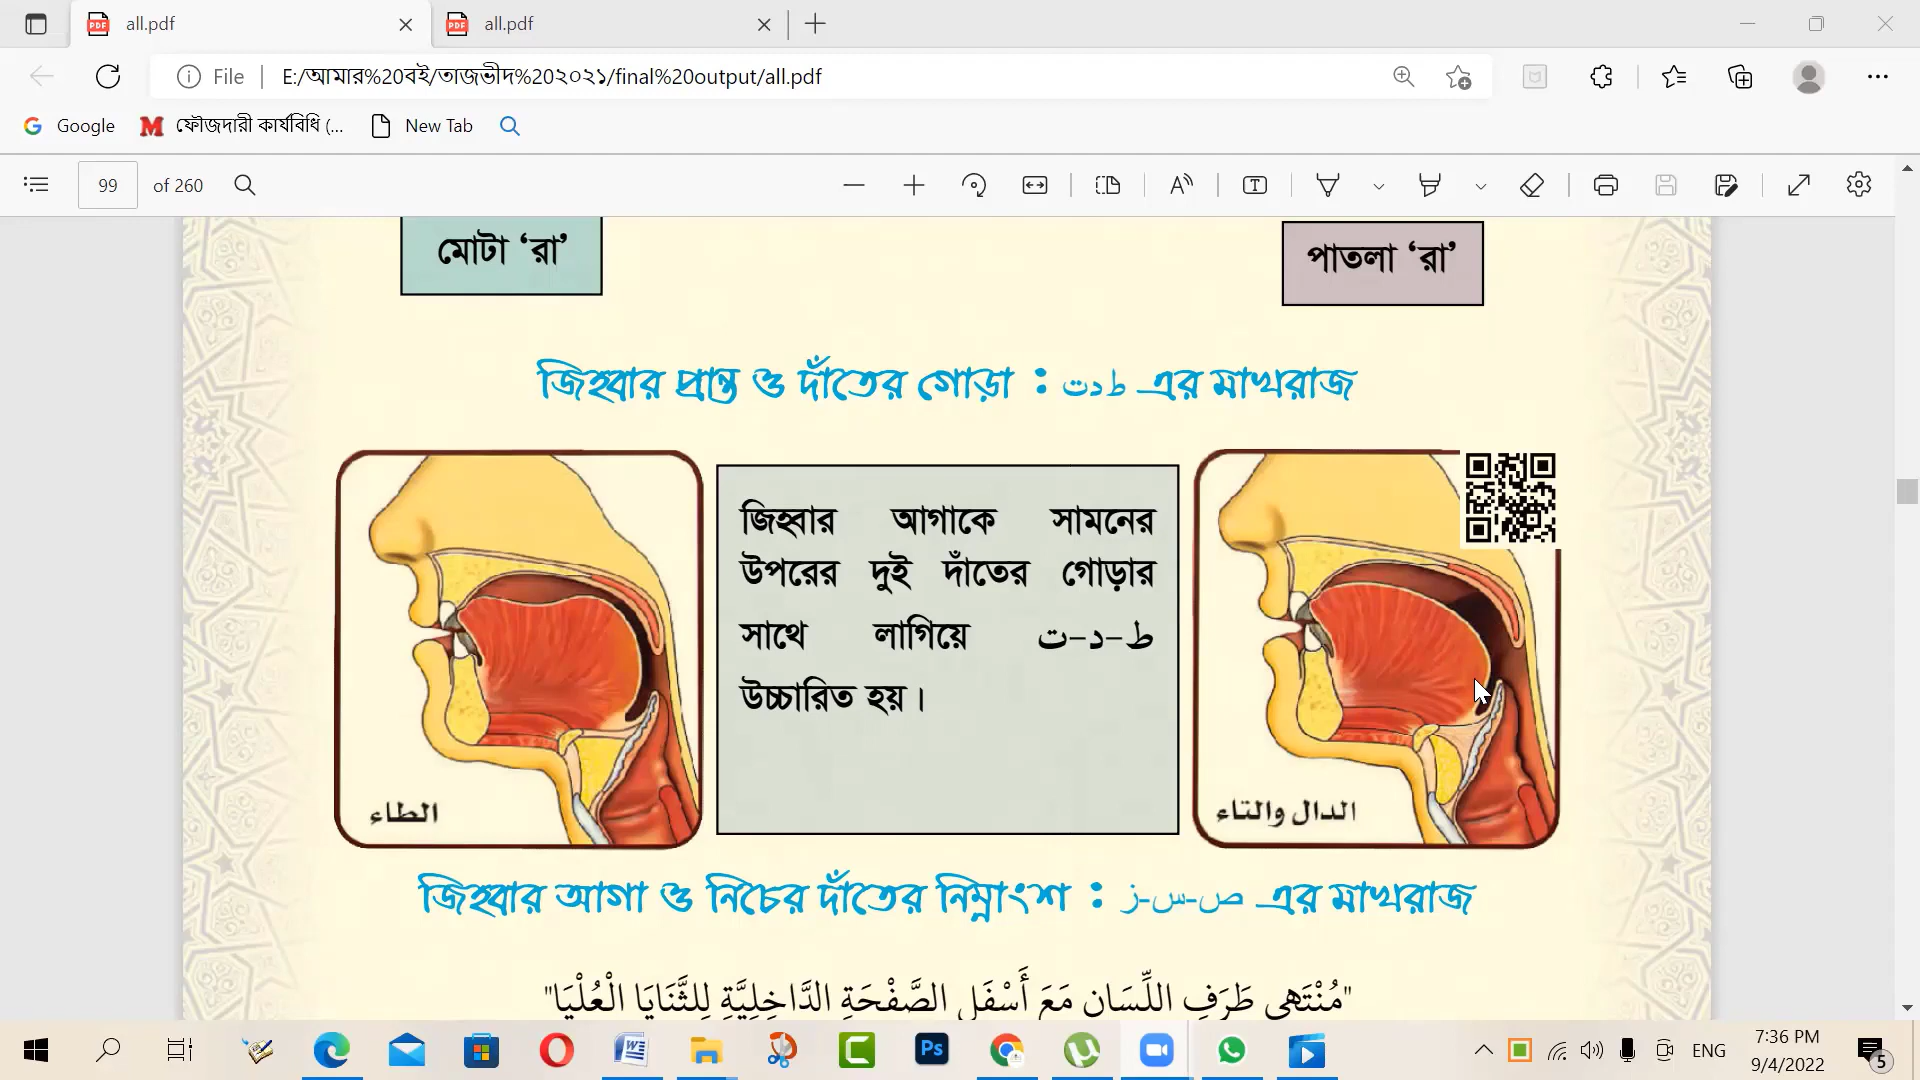 all.pdf
all.pdf
File
E:/আমার%20বই/তাজভীদ%20২০২১/final%20output/all.pdf
Google
ফৌজদারী কার্যবিধি (...
New Tab
99 of 260
মোটা ‘রা’
পাতলা ‘রা’
জিহ্বার প্রান্ত ও দাঁতের গোড়া : ط د ت এর মাখরাজ
জিহ্বার আগাকে সামনের
উপরের দুই দাঁতের গোড়ার
সাথে লাগিয়ে ط-د-ت
উচ্চারিত হয়।
الطاء
الدال والتاء
জিহ্বার আগা ও নিচের দাঁতের নিম্নাংশ : ص-س-ز এর মাখরাজ
"مُنْتَهى طَرَفِ اللِّسَان مَعَ أَسْفَلِ الصَّفْحَةِ الدَّاخِلِيَّةِ لِلثَّنَايَا الْعُلْيَا"
Ps
ENG
7:36 PM
9/4/2022
5